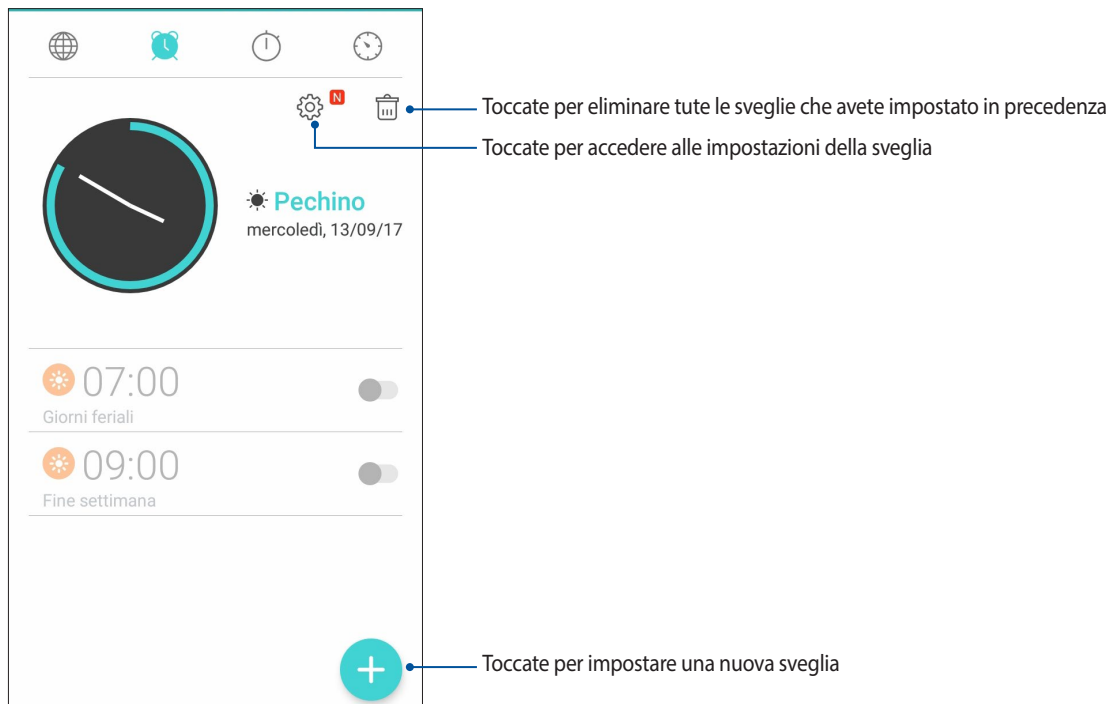 N
Toccate per eliminare tute le sveglie che avete impostato in precedenza
Toccate per accedere alle impostazioni della sveglia
Pechino
mercoledì, 13/09/17
07:00
Giorni feriali
09:00
Fine settimana
Toccate per impostare una nuova sveglia